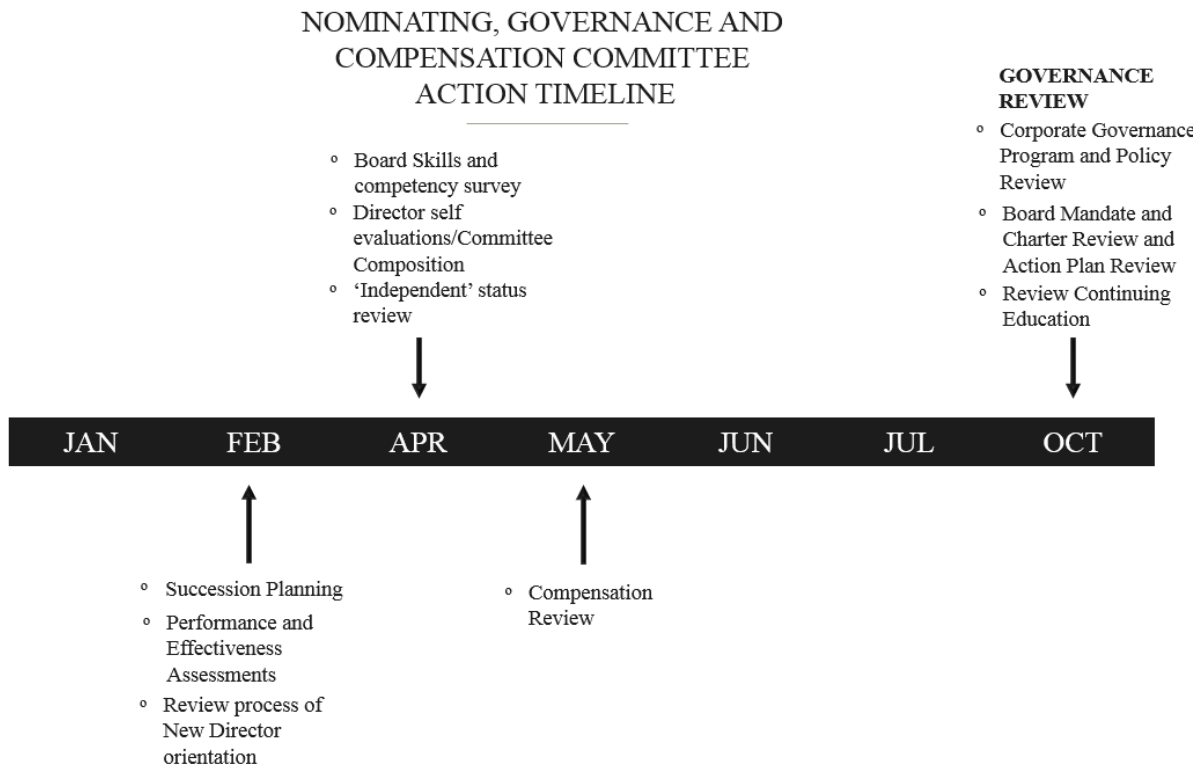 NOMINATING, GOVERNANCE AND
COMPENSATION COMMITTEE
ACTION TIMELINE
GOVERNANCE
REVIEW
º Corporate Governance
Program and Policy
Review
º Board Mandate and
Charter Review and
Action Plan Review
º Review Continuing
Education
º Board Skills and
competency survey
º Director self
evaluations/Committee
Composition
º ‘Independent’ status
review
JAN FEB APR MAY JUN JUL OCT
º Succession Planning
º Performance and
Effectiveness
Assessments
º Review process of
New Director
orientation
º Compensation
Review